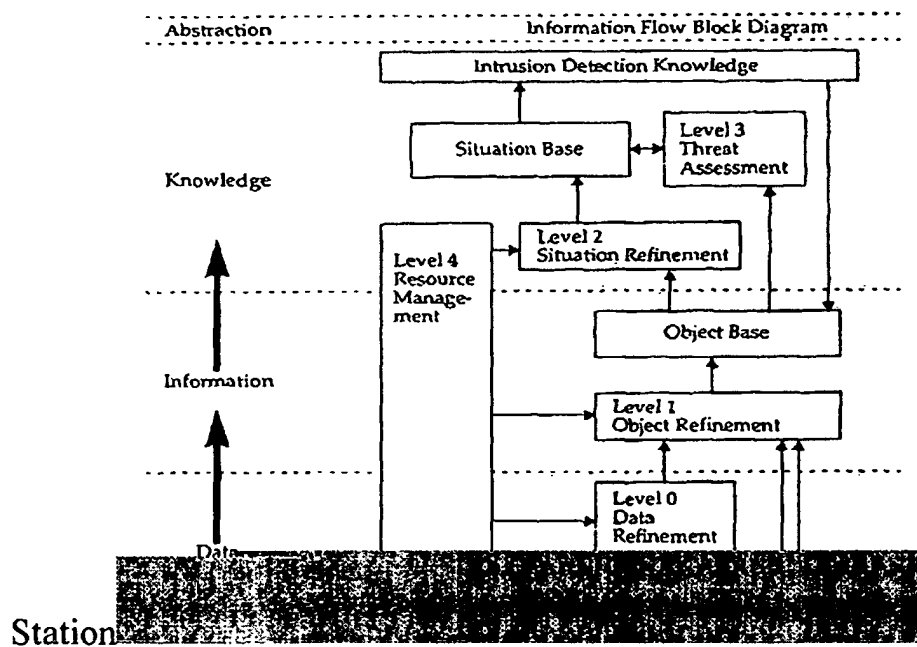 Abstraction
Information Flow Block Diagram
Intrusion Detection Knowledge
Situation Base
Level 3
Threat
Assessment
Knowledge
Level 2
Situation Refinement
Level 4
Resource
Manage-
ment
Object Base
Information
Level 1
Object Refinement
Level 0
Data
Refinement
Data
Station